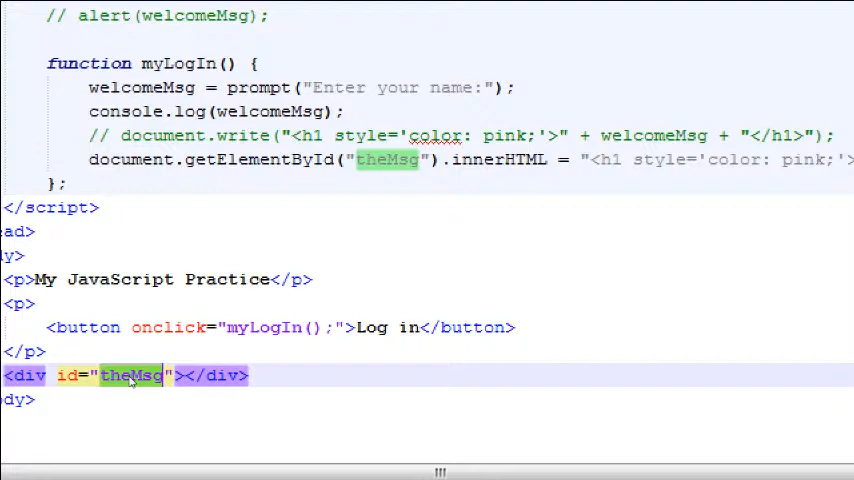 // alert(welcomeMsg);
function myLogIn() {
welcomeMsg = prompt("Enter your name:");
console.log(welcomeMsg);
// document.write("<h1 style='color: pink;'>" + welcomeMsg + "</h1>");
document.getElementById("theMsg").innerHTML = "<h1 style='color: pink;'>
};
</script>
ead>
dy>
<p>My JavaScript Practice</p>
<p>
<button onclick="myLogIn();">Log in</button>
</p>
<div id="theMsg"></div>
ody>